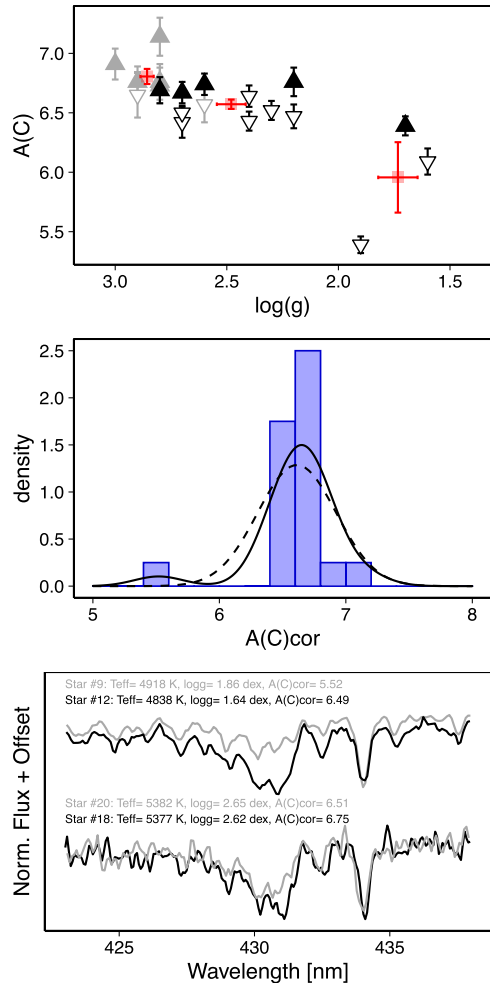 7.0
6.5
6.0
5.5
A(C)
3.0 2.5 2.0 1.5
log(g)
2.5
2.0
1.5
1.0
0.5
0.0
density
5 6 7 8
A(C)cor
Star #9: Teff= 4918 K, logg= 1.86 dex, A(C)cor= 5.52
Star #12: Teff= 4838 K, logg= 1.64 dex, A(C)cor= 6.49
Star #20: Teff= 5382 K, logg= 2.65 dex, A(C)cor= 6.51
Star #18: Teff= 5377 K, logg= 2.62 dex, A(C)cor= 6.75
Norm. Flux + Offset
425 430 435
Wavelength [nm]